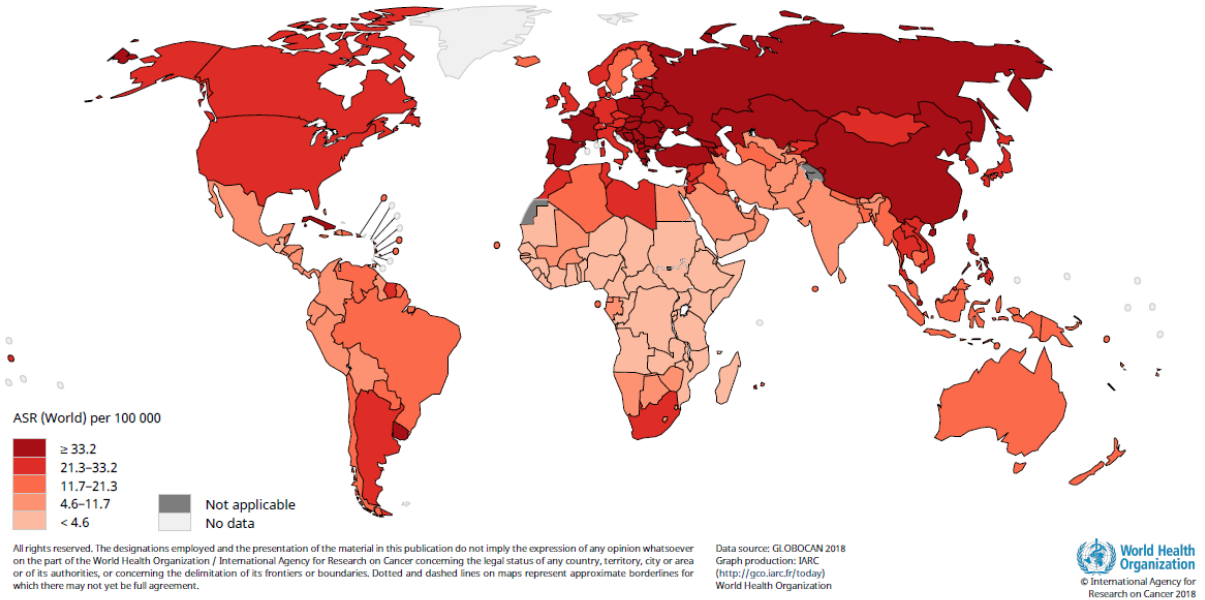 ASR (World) per 100 000
≥ 33.2
21.3–33.2
11.7–21.3
4.6–11.7
< 4.6
Not applicable
No data
All rights reserved. The designations employed and the presentation of the material in this publication do not imply the expression of any opinion whatsoever
on the part of the World Health Organization / International Agency for Research on Cancer concerning the legal status of any country, territory, city or area
or of its authorities, or concerning the delimitation of its frontiers or boundaries. Dotted and dashed lines on maps represent approximate borderlines for
which there may not yet be full agreement.
Data source: GLOBOCAN 2018
Graph production: IARC
(http://gco.iarc.fr/today)
World Health Organization
World Health
Organization
© International Agency for
Research on Cancer 2018